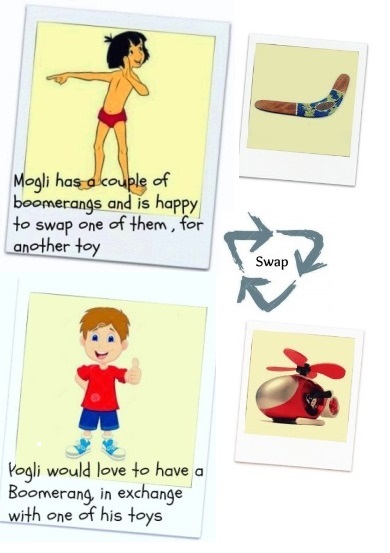 Mogli has a couple of
boomerangs and is happy
to swap one of them , for
another toy
Swap
Yogli would love to have a
Boomerang, in exchange
with one of his toys